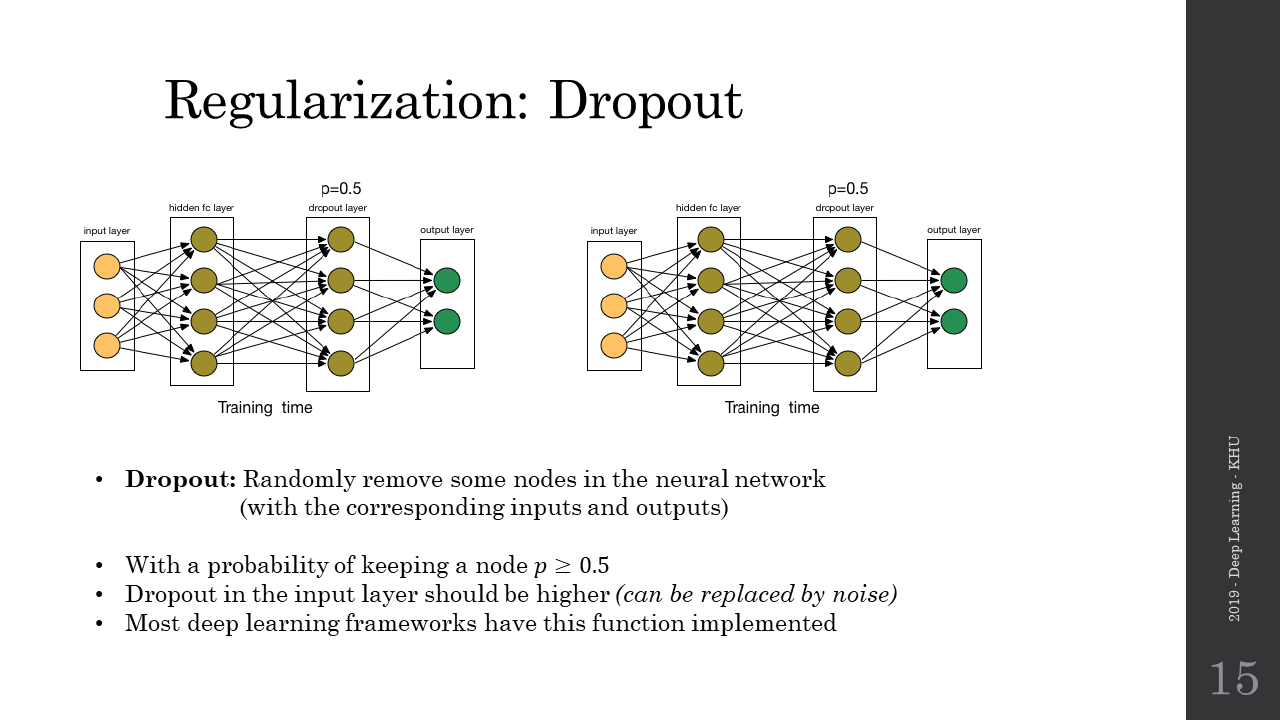 Regularization: Dropout
p=0.5
hidden fc layer
dropout layer
input layer
output layer
Training time
p=0.5
hidden fc layer
dropout layer
input layer
output layer
Training time
• Dropout: Randomly remove some nodes in the neural network
(with the corresponding inputs and outputs)
• With a probability of keeping a node p ≥ 0.5
• Dropout in the input layer should be higher (can be replaced by noise)
• Most deep learning frameworks have this function implemented
2019 - Deep Learning - KHU
15